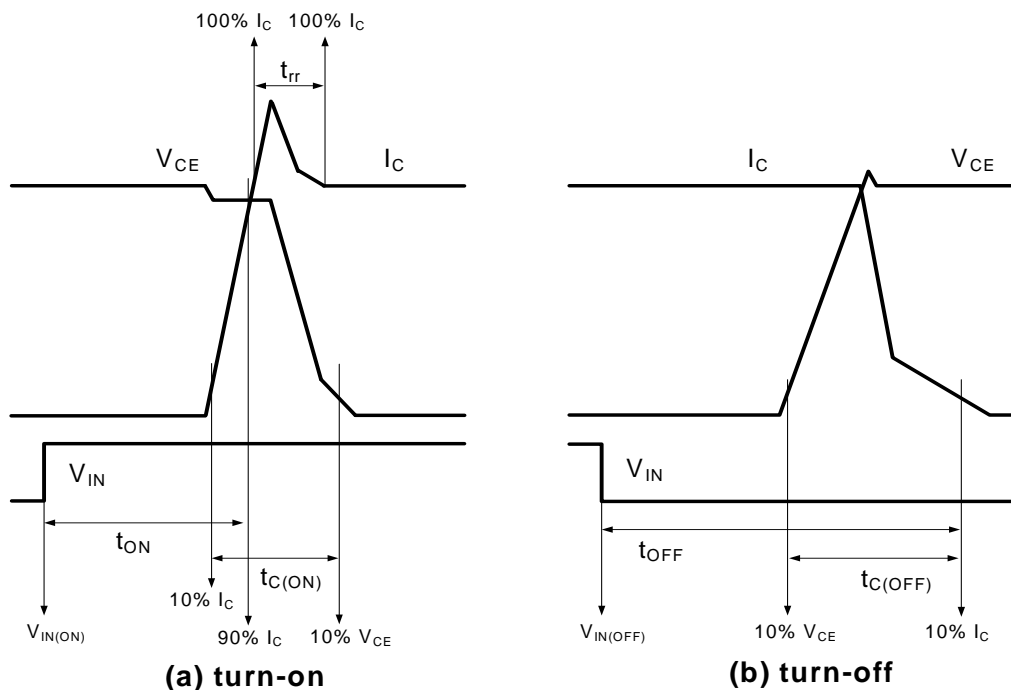 100% IC 100% IC
trr
VCE IC
VIN
tON
tC(ON)
10% IC
VIN(ON)
90% IC 10% VCE
(a) turn-on
IC VCE
VIN
tOFF
tC(OFF)
VIN(OFF) 10% VCE 10% IC
(b) turn-off